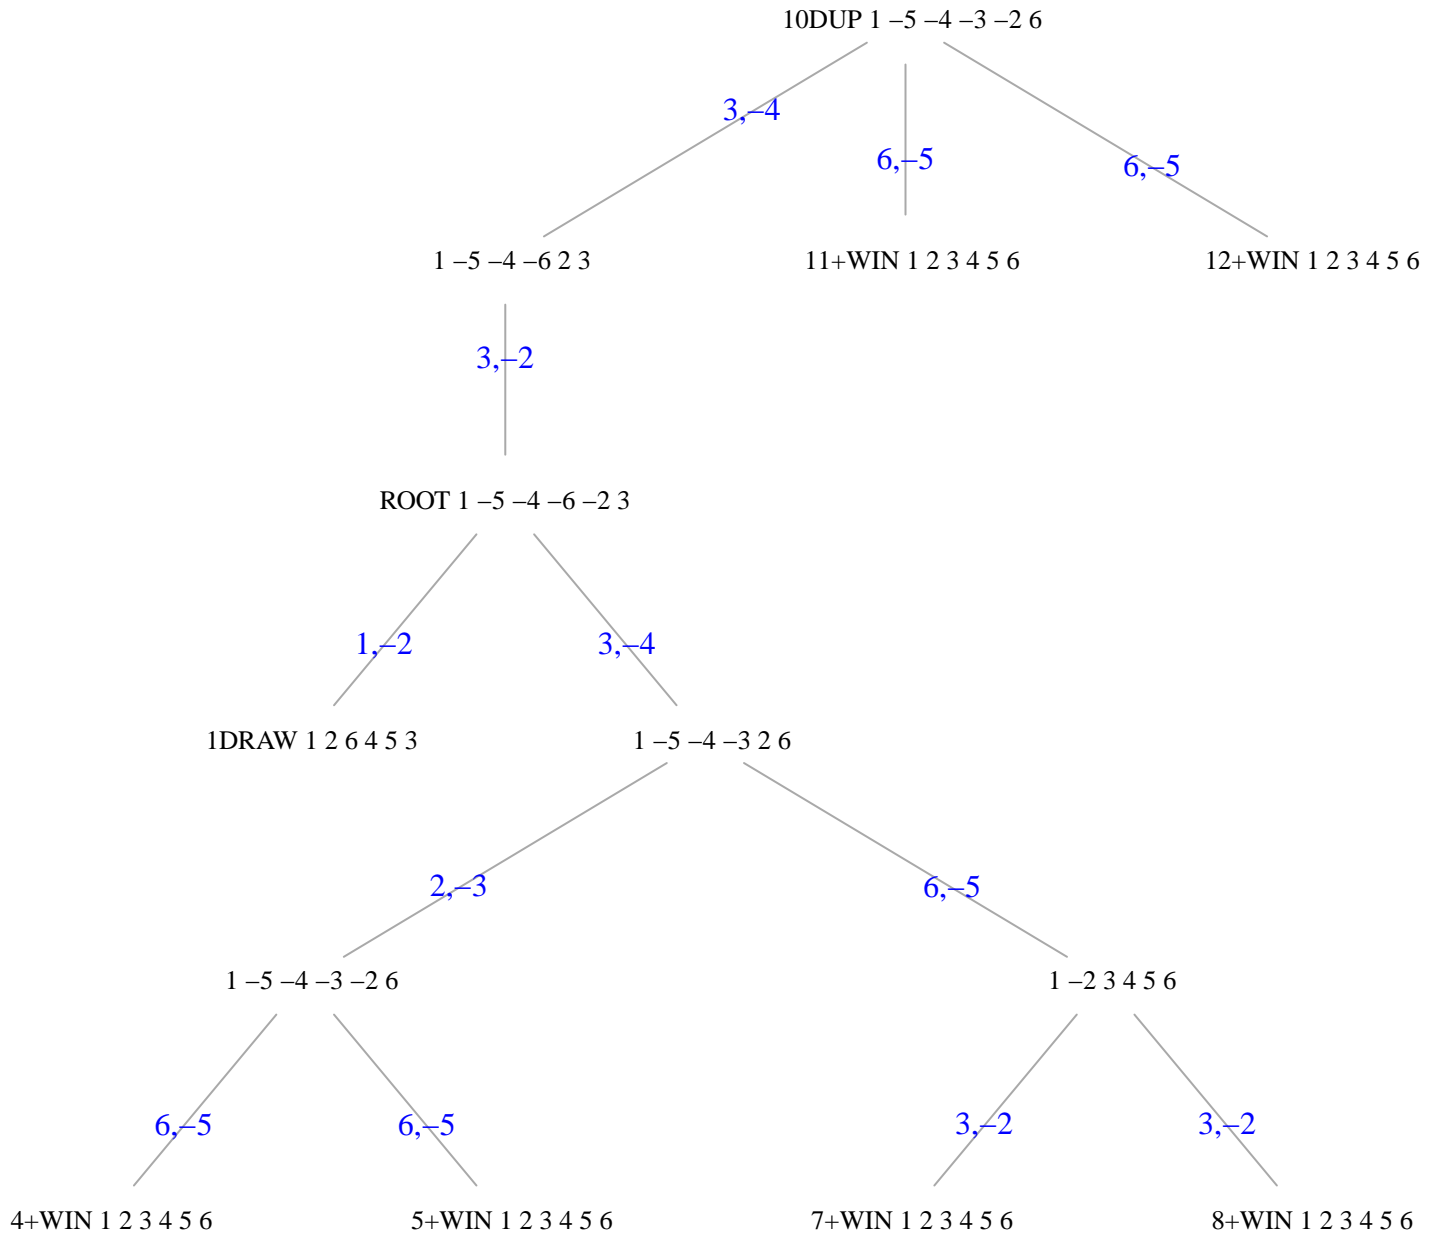 10DUP 1 –5 –4 –3 –2 6
3,–4
6,–5
6,–5
1 –5 –4 –6 2 3
11+WIN 1 2 3 4 5 6
12+WIN 1 2 3 4 5 6
3,–2
ROOT 1 –5 –4 –6 –2 3
1,–2
3,–4
1DRAW 1 2 6 4 5 3
1 –5 –4 –3 2 6
2,–3
6,–5
1 –5 –4 –3 –2 6
1 –2 3 4 5 6
6,–5
6,–5
3,–2
3,–2
4+WIN 1 2 3 4 5 6
5+WIN 1 2 3 4 5 6
7+WIN 1 2 3 4 5 6
8+WIN 1 2 3 4 5 6